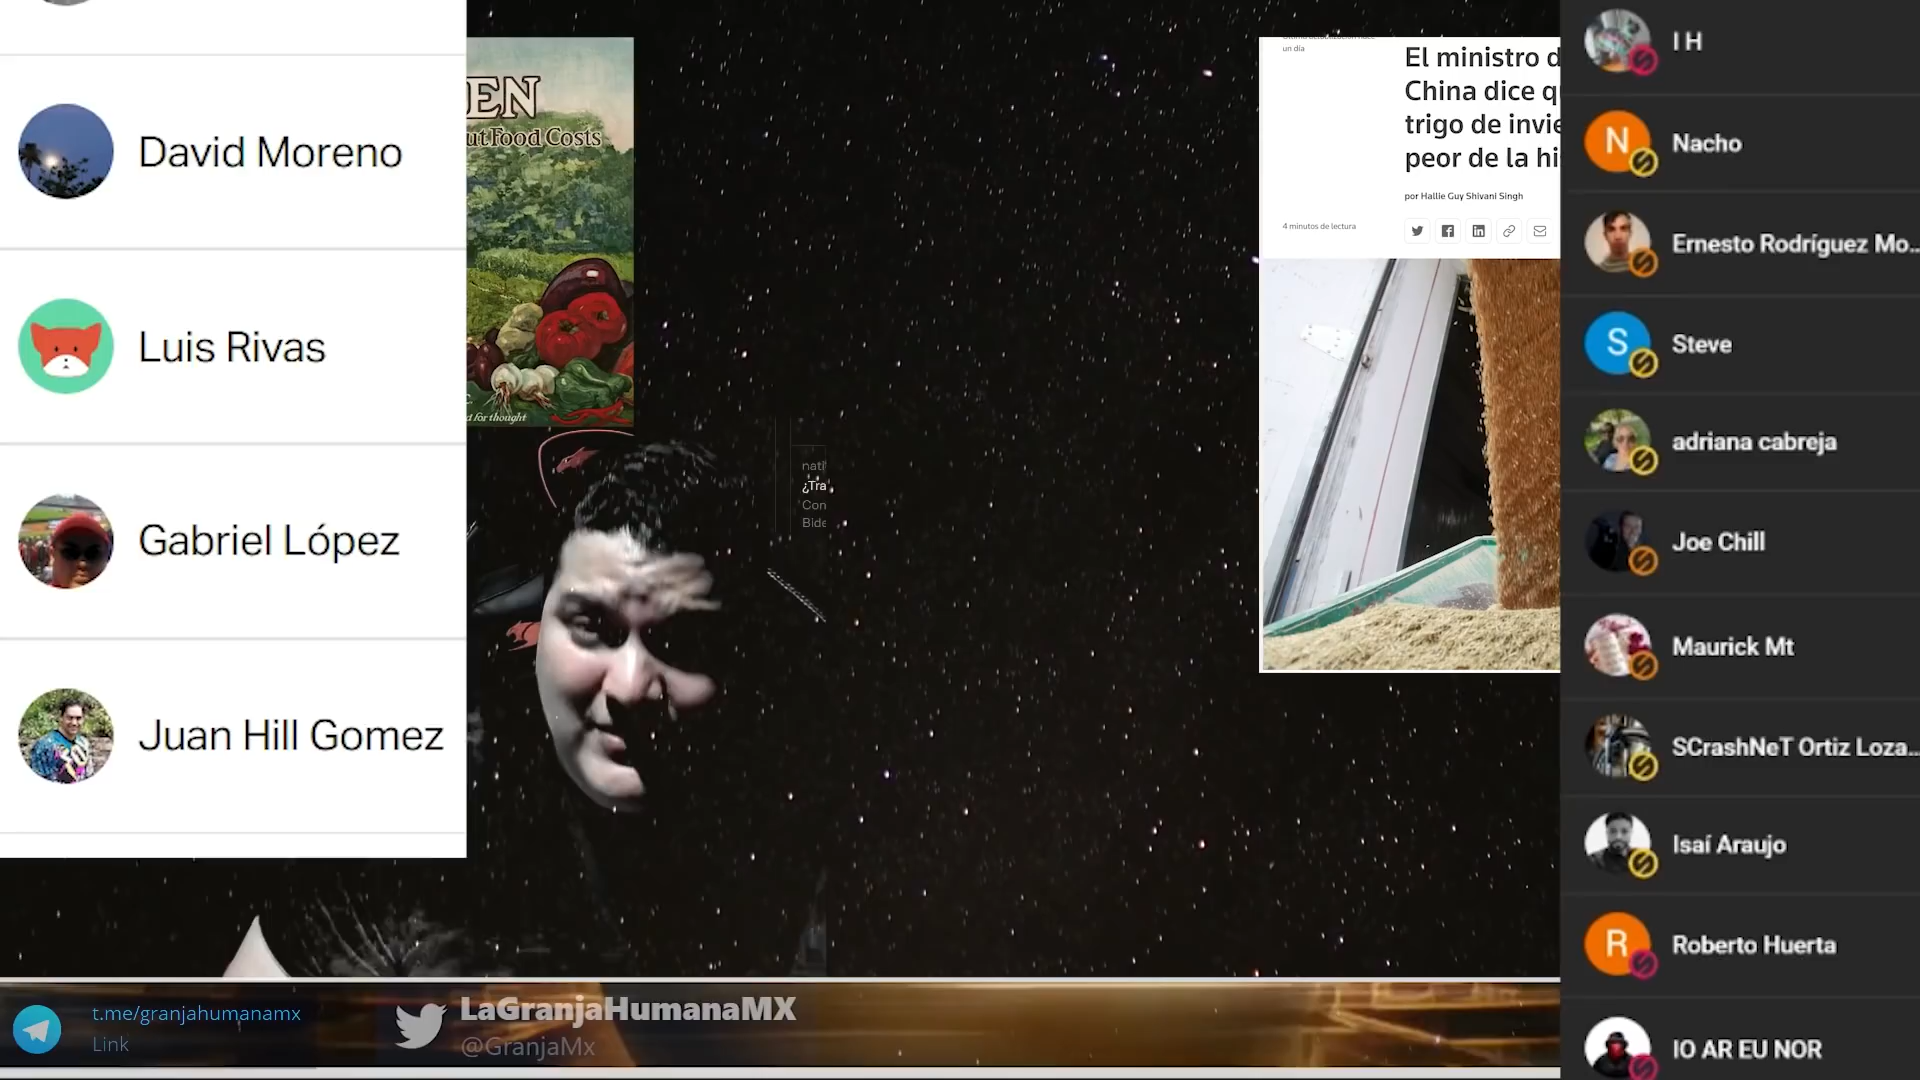 David Moreno
Luis Rivas
Gabriel López
Juan Hill Gomez
EN
utFood Costs
d for thought
nati
¿Tra
Con
Bide
un día
4 minutos de lectura
El ministro d
China dice q
trigo de invie
peor de la hi
por Hallie Guy Shivani Singh
I H
N
Nacho
Ernesto Rodríguez Mo...
S
Steve
adriana cabreja
Joe Chill
Maurick Mt
SCrashNeT Ortiz Loza...
Isaí Araujo
R
Roberto Huerta
IO AR EU NOR
t.me/granjahumanamx
Link
LaGranjaHumanaMX
@GranjaMx